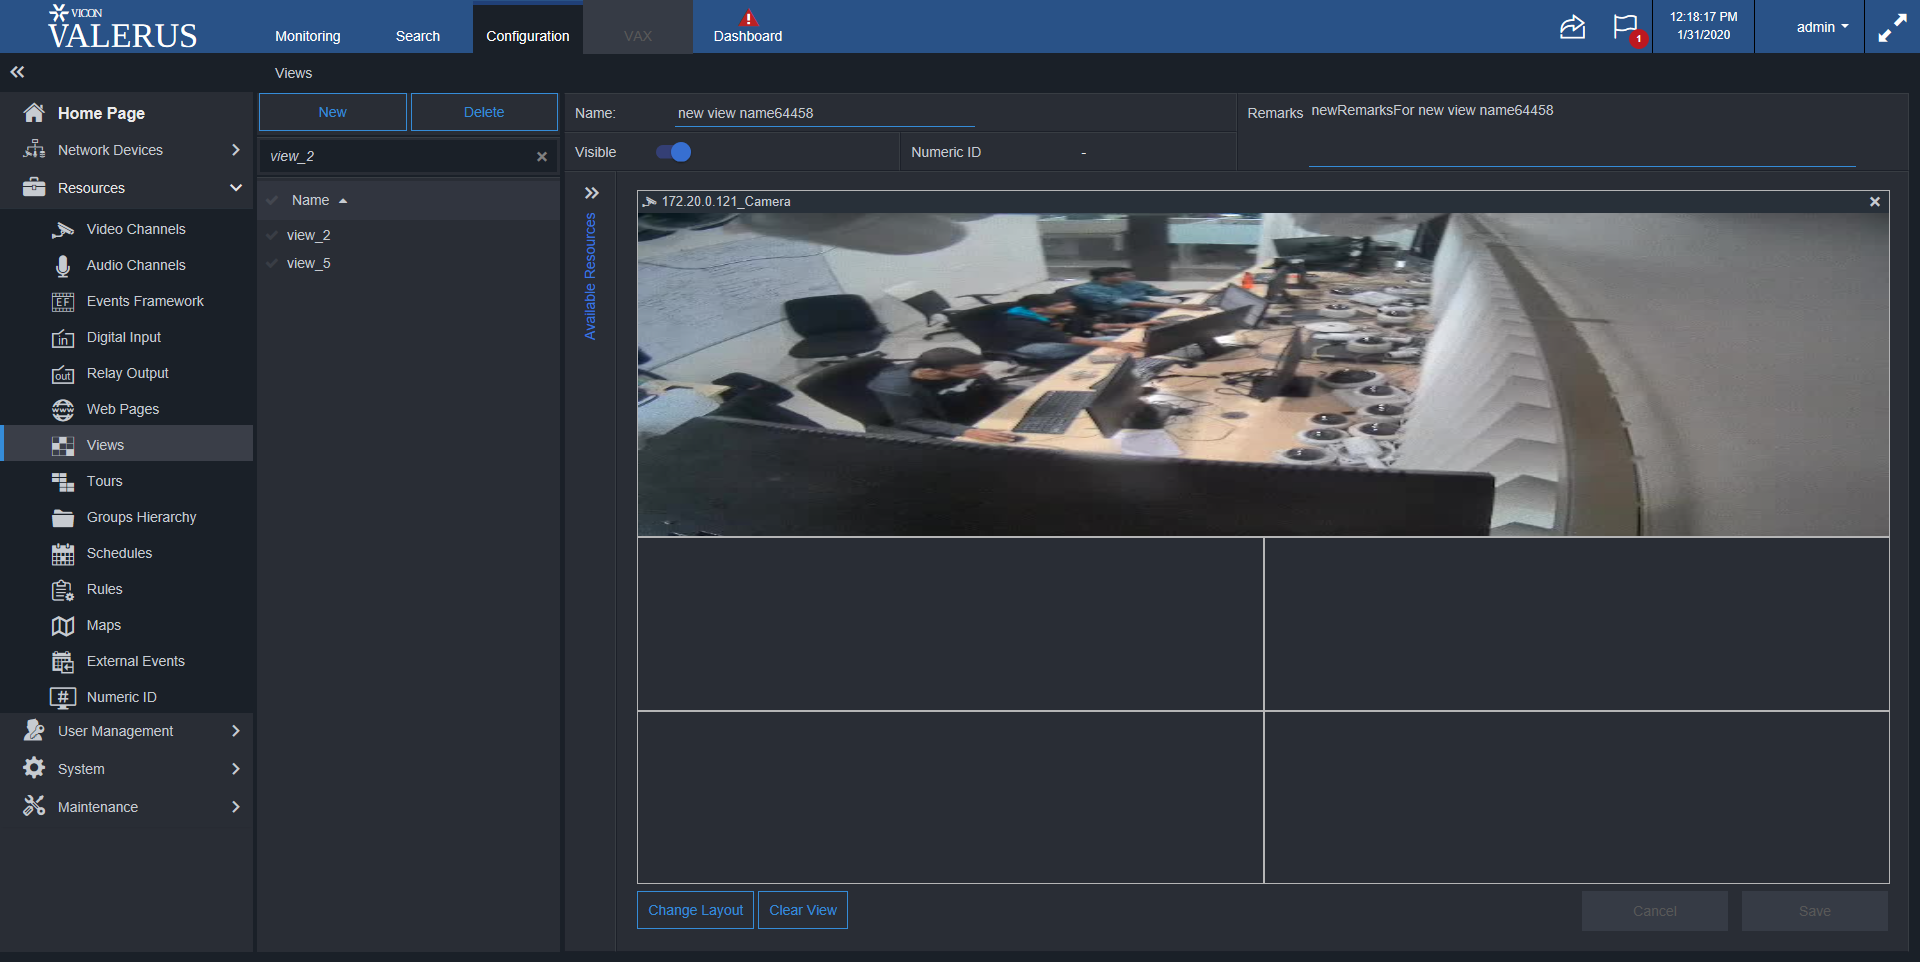 VICON
VALERUS
Monitoring
Search
Configuration
VAX
Dashboard
1
12:18:17 PM
1/31/2020
admin
Views
Home Page
Network Devices
Resources
Video Channels
Audio Channels
EF
Events Framework
in
Digital Input
out
Relay Output
www
Web Pages
Views
Tours
Groups Hierarchy
Schedules
Rules
Maps
External Events
#
Numeric ID
User Management
System
Maintenance
New
Delete
view_2
Name
view_2
view_5
Name:
new view name64458
Remarks
newRemarksFor new view name64458
Visible
Numeric ID
-
Available Resources
172.20.0.121_Camera
Change Layout
Clear View
Cancel
Save